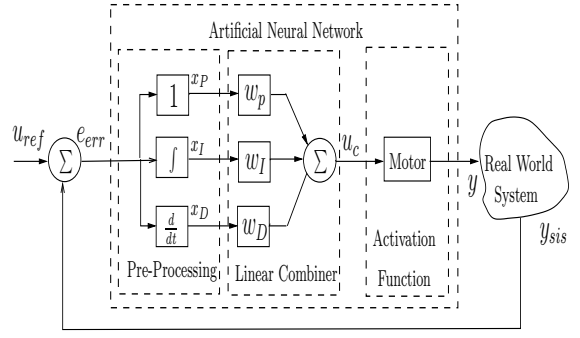 Artificial Neural Network
u_ref
Σ
e_err
1
x_P
w_p
∫
x_I
w_I
d/dt
x_D
w_D
Σ
u_c
Motor
y
Real World
System
y_sis
Pre-Processing
Linear Combiner
Activation
Function